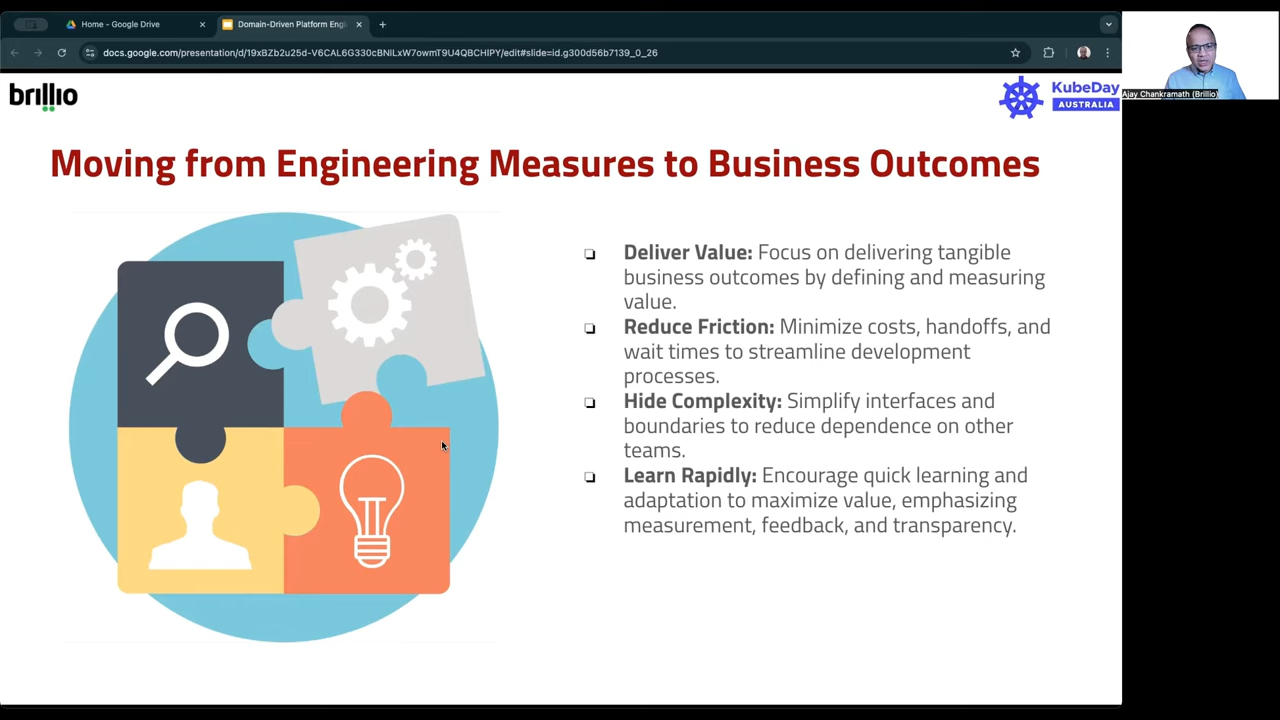 Home - Google Drive
Domain-Driven Platform Engi
docs.google.com/presentation/d/19xBZb2u25d-V6CAL6G330cBNlLxW7owmT9U4QBCHIPY/edit#slide=id.g300d56b7139_0_26
Ajay Chankramath (Brillio)
brillio
KubeDay
AUSTRALIA
Moving from Engineering Measures to Business Outcomes
Deliver Value: Focus on delivering tangible
business outcomes by defining and measuring
value.
Reduce Friction: Minimize costs, handoffs, and
wait times to streamline development
processes.
Hide Complexity: Simplify interfaces and
boundaries to reduce dependence on other
teams.
Learn Rapidly: Encourage quick learning and
adaptation to maximize value, emphasizing
measurement, feedback, and transparency.